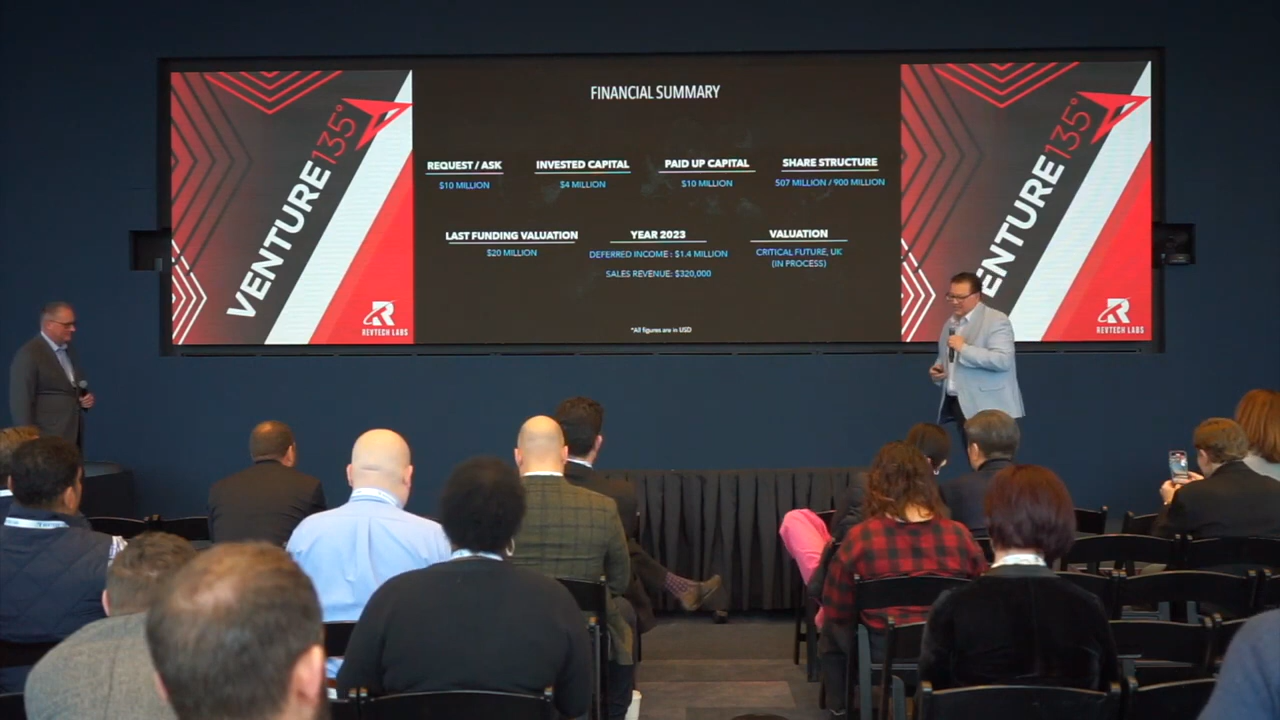 VENTURE135°
REVTECH LABS
FINANCIAL SUMMARY
REQUEST / ASK
$10 MILLION
INVESTED CAPITAL
$4 MILLION
PAID UP CAPITAL
$10 MILLION
SHARE STRUCTURE
507 MILLION / 900 MILLION
LAST FUNDING VALUATION
$20 MILLION
YEAR 2023
DEFERRED INCOME : $1.4 MILLION
SALES REVENUE: $320,000
VALUATION
CRITICAL FUTURE, UK
(IN PROCESS)
*All figures are in USD
VENTURE135°
REVTECH LABS